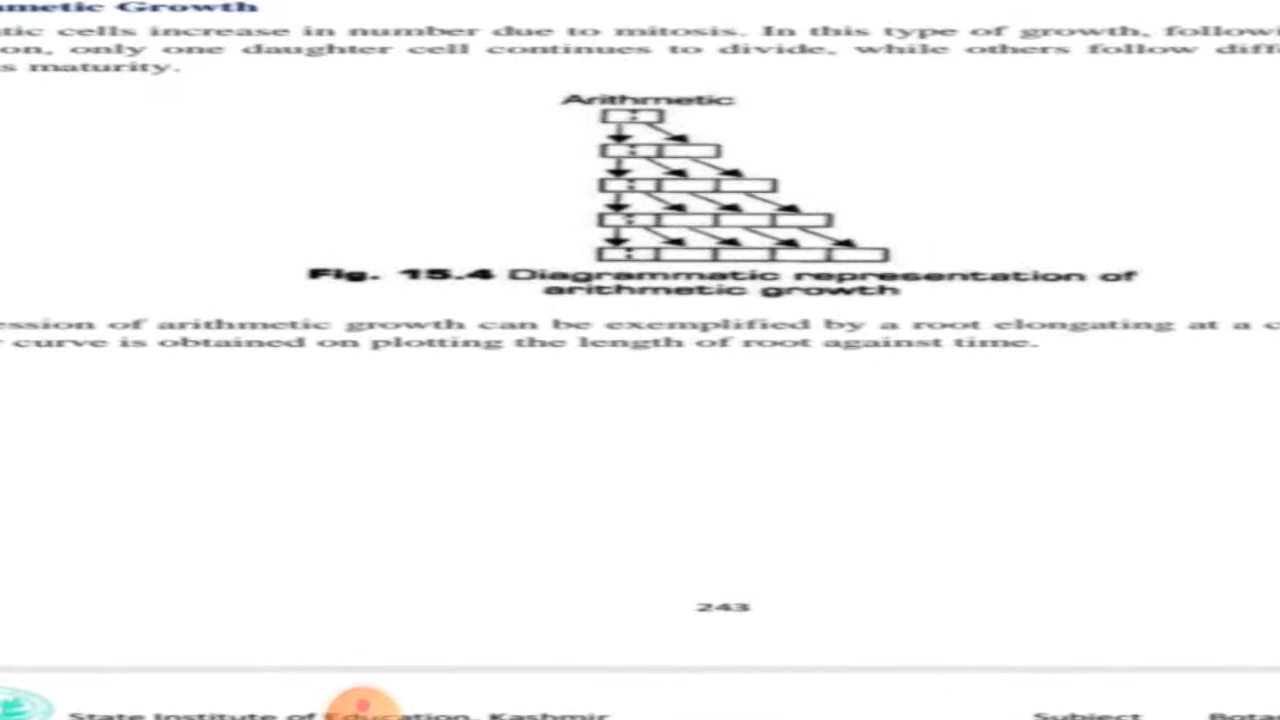 metic Growth
tic cells increase in number due to mitosis. In this type of growth, followi
on, only one daughter cell continues to divide, while others follow diff
s maturity.
Arithmetic
Fig. 15.4 Diagrammatic representation of
arithmetic growth
ession of arithmetic growth can be exemplified by a root elongating at a c
r curve is obtained on plotting the length of root against time.
243
State Institute of Education, Kashmir Subject Bota